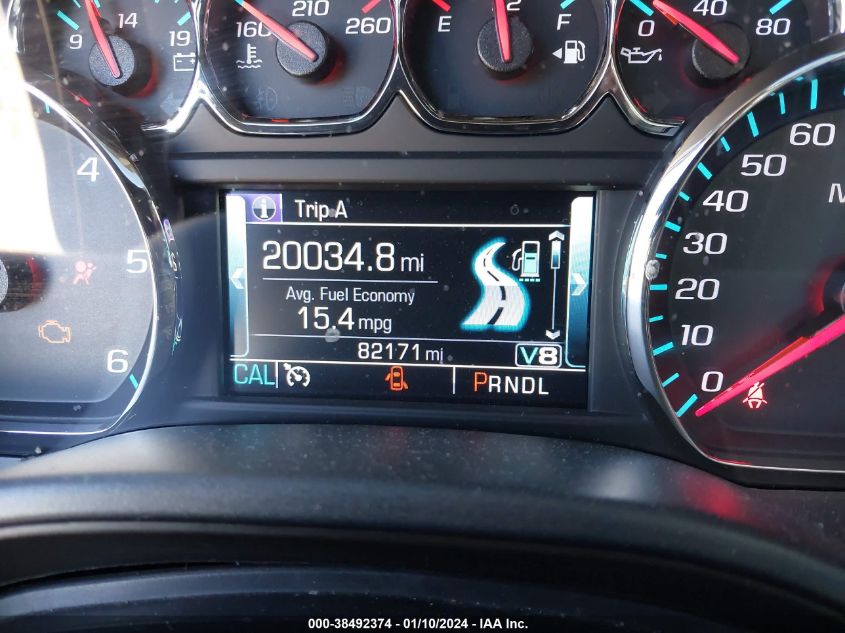 9 14 19
160 210 260
E 2 F
0 40 80
4
5
6
Trip A
20034.8 mi
Avg. Fuel Economy
15.4 mpg
82171 mi V8
CAL PRNDL
60
50
40
30
20
10
0
M
000-38492374 - 01/10/2024 - IAA Inc.